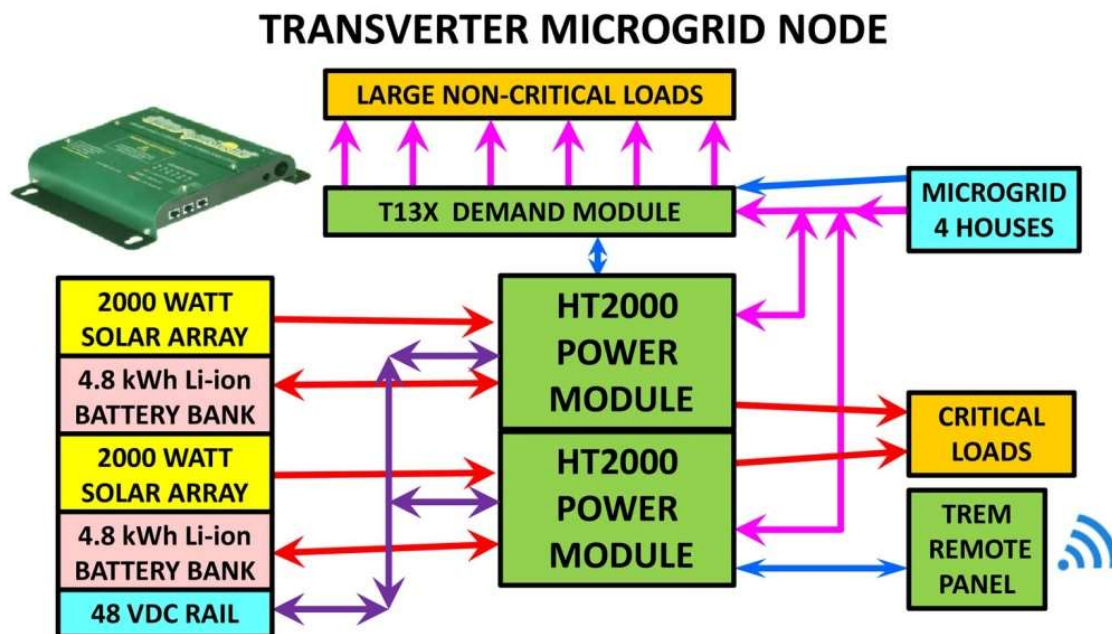 TRANSVERTER MICROGRID NODE
LARGE NON-CRITICAL LOADS
T13X DEMAND MODULE
MICROGRID
4 HOUSES
2000 WATT
SOLAR ARRAY
4.8 kWh Li-ion
BATTERY BANK
2000 WATT
SOLAR ARRAY
4.8 kWh Li-ion
BATTERY BANK
48 VDC RAIL
HT2000
POWER
MODULE
HT2000
POWER
MODULE
CRITICAL
LOADS
TREM
REMOTE
PANEL